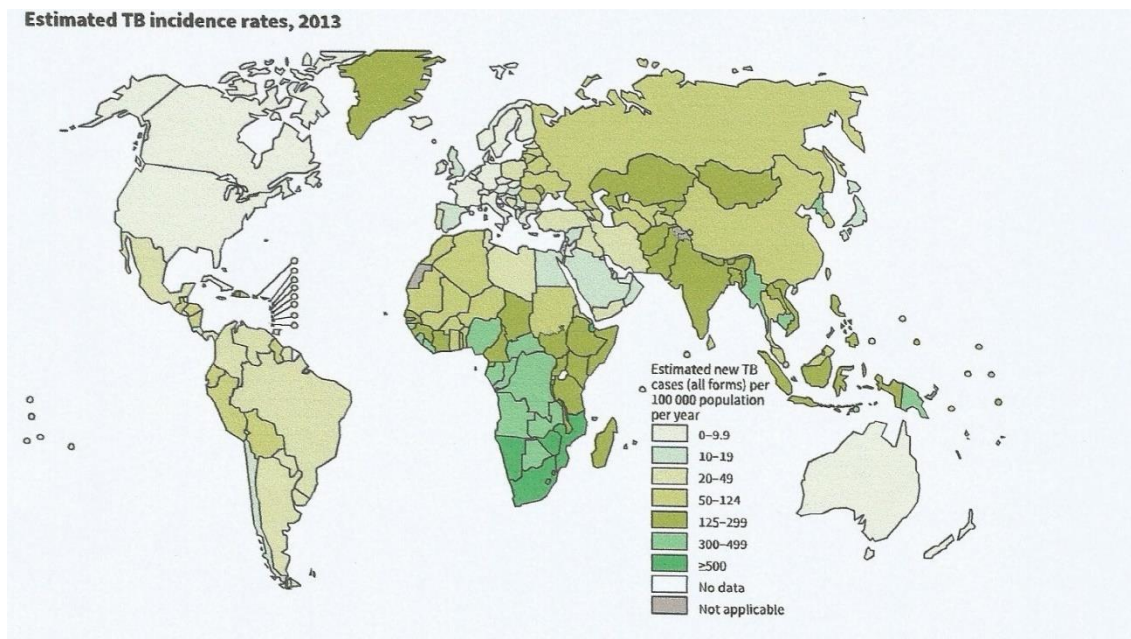 Estimated TB incidence rates, 2013
Estimated new TB
cases (all forms) per
100 000 population
per year
0–9.9
10–19
20–49
50–124
125–299
300–499
≥500
No data
Not applicable